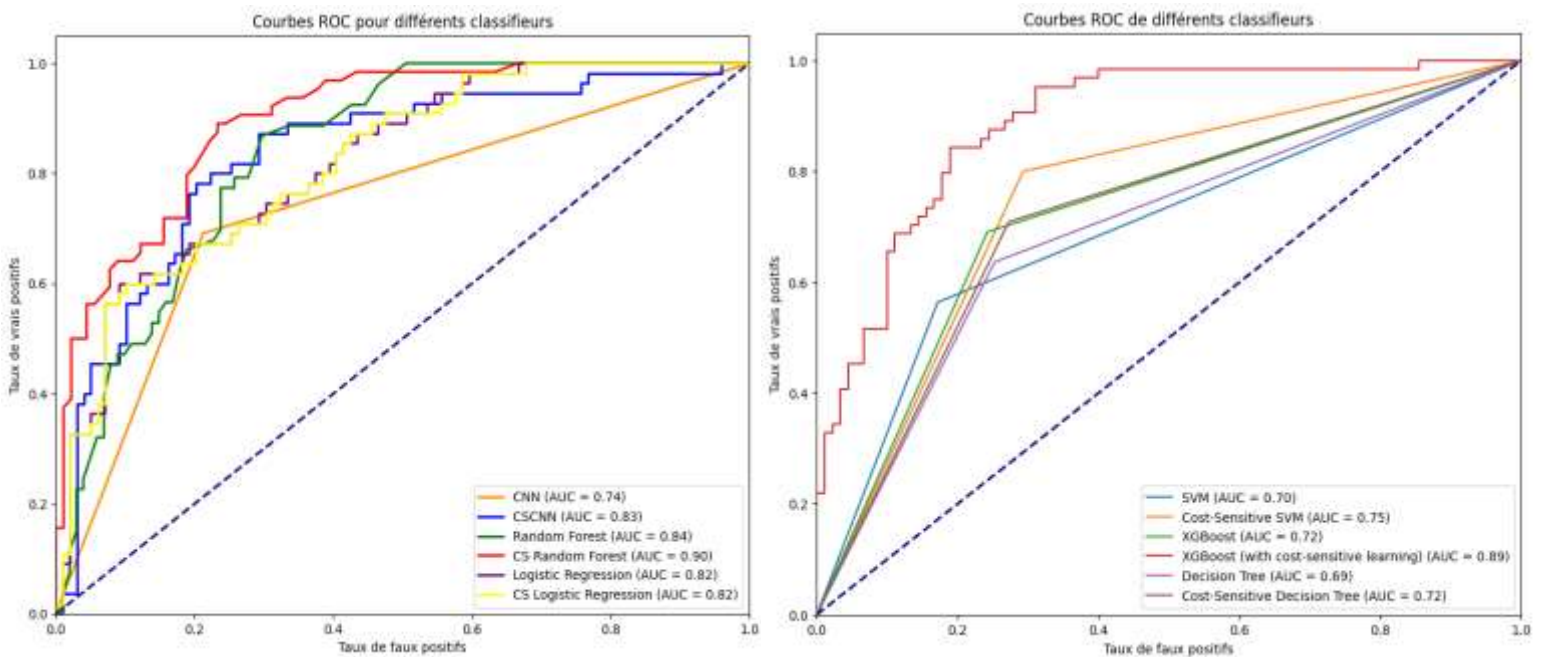 Courbes ROC pour différents classifieurs
1.0
0.8
0.6
0.4
0.2
0.0
Taux de vrais positifs
CNN (AUC = 0.74)
CSCNN (AUC = 0.83)
Random Forest (AUC = 0.84)
CS Random Forest (AUC = 0.90)
Logistic Regression (AUC = 0.82)
CS Logistic Regression (AUC = 0.82)
0.0
0.2
0.4
0.6
0.8
1.0
Taux de faux positifs
Courbes ROC de différents classifieurs
1.0
0.8
0.6
0.4
0.2
0.0
Taux de vrais positifs
SVM (AUC = 0.70)
Cost-Sensitive SVM (AUC = 0.75)
XGBoost (AUC = 0.72)
XGBoost (with cost-sensitive learning) (AUC = 0.89)
Decision Tree (AUC = 0.69)
Cost-Sensitive Decision Tree (AUC = 0.72)
0.0
0.2
0.4
0.6
0.8
1.0
Taux de faux positifs